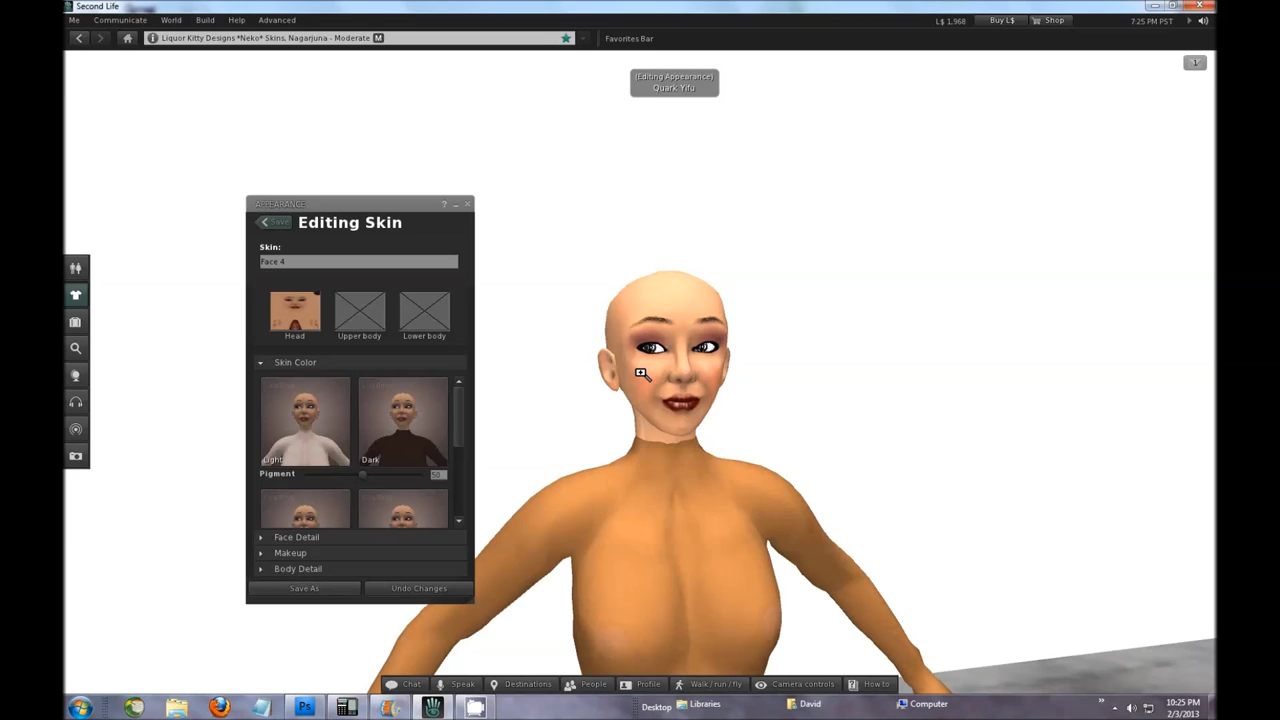 Second Life
Me Communicate World Build Help Advanced
L$ 1,968 Buy L$ Shop 7:25 PM PST
Liquor Kitty Designs *Neko* Skins, Nagarjuna - Moderate M
Favorites Bar
(Editing Appearance)
Quark Yifu
1
APPEARANCE
? _ ×
Save Editing Skin
Skin:
Face 4
Head Upper body Lower body
Skin Color
Light Dark
Pigment 50
Face Detail
Makeup
Body Detail
Save As Undo Changes
Chat Speak Destinations People Profile Walk / run / fly Camera controls How to
Ps Desktop Libraries David Computer
10:25 PM
2/3/2013